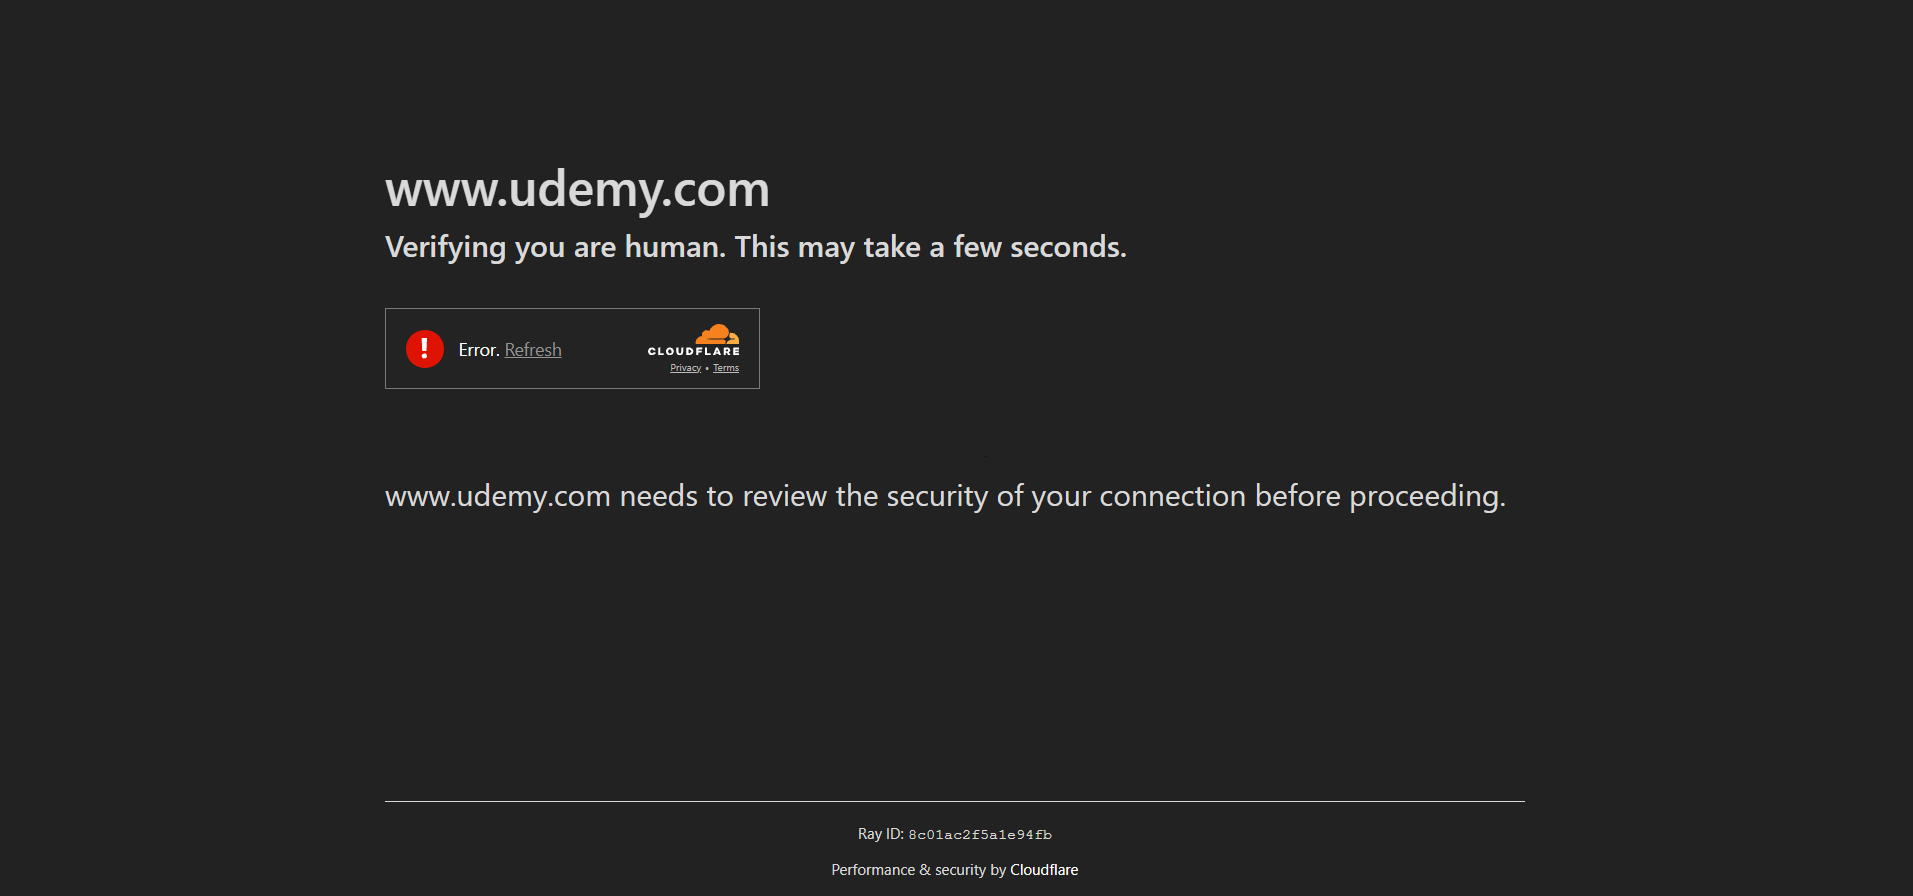 www.udemy.com
Verifying you are human. This may take a few seconds.
Error. Refresh
CLOUDFLARE
Privacy • Terms
www.udemy.com needs to review the security of your connection before proceeding.
Ray ID: 8c01ac2f5a1e94fb
Performance & security by Cloudflare